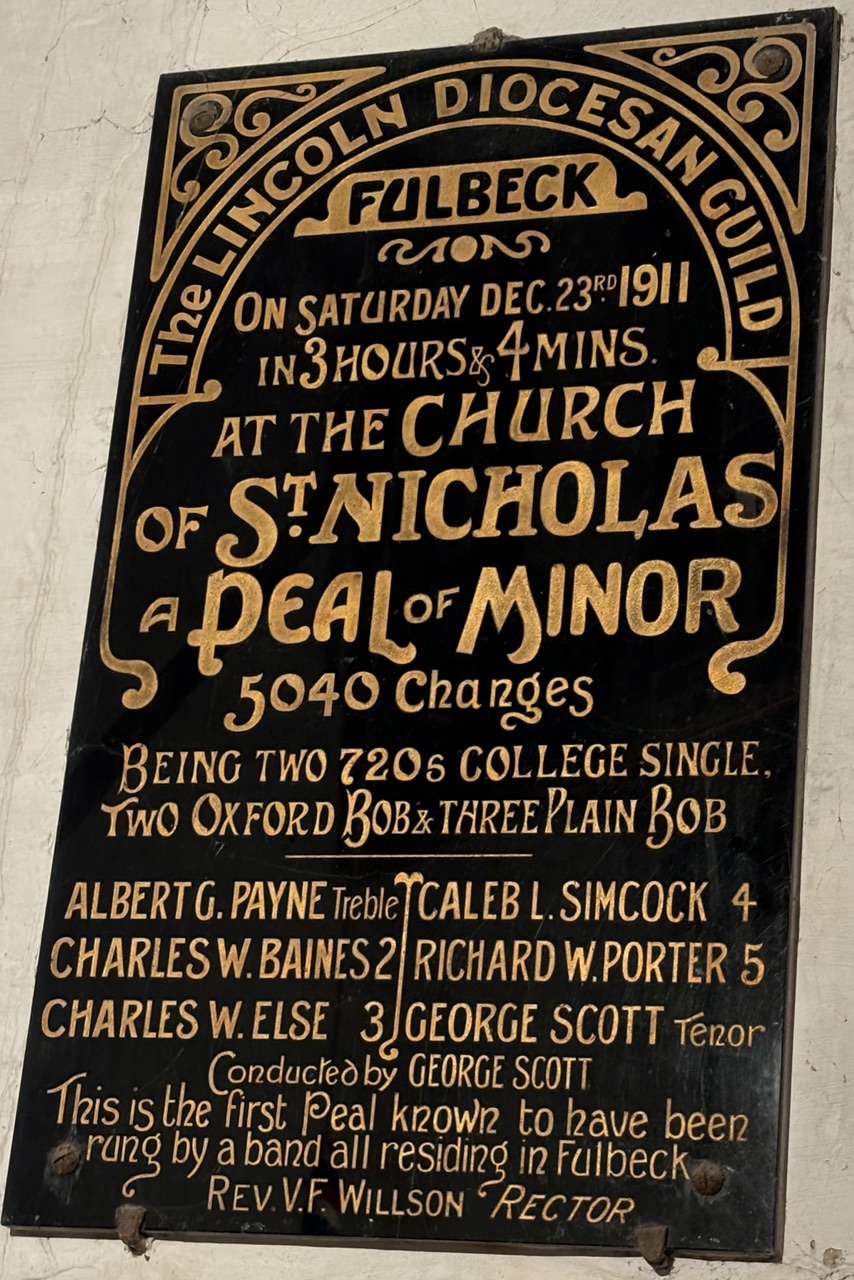 The LINCOLN DIOCESAN GUILD
FULBECK
ON SATURDAY DEC. 23RD 1911
IN 3 HOURS & 4 MINS.
AT THE CHURCH
OF ST. NICHOLAS
A PEAL OF MINOR
5040 Changes
BEING TWO 720s COLLEGE SINGLE,
TWO OXFORD BOB & THREE PLAIN BOB
ALBERT G. PAYNE Treble CALEB L. SIMCOCK 4
CHARLES W. BAINES 2 RICHARD W. PORTER 5
CHARLES W. ELSE 3 GEORGE SCOTT Tenor
Conducted by GEORGE SCOTT
This is the first Peal known to have been
rung by a band all residing in Fulbeck
REV. V.F. WILLSON RECTOR